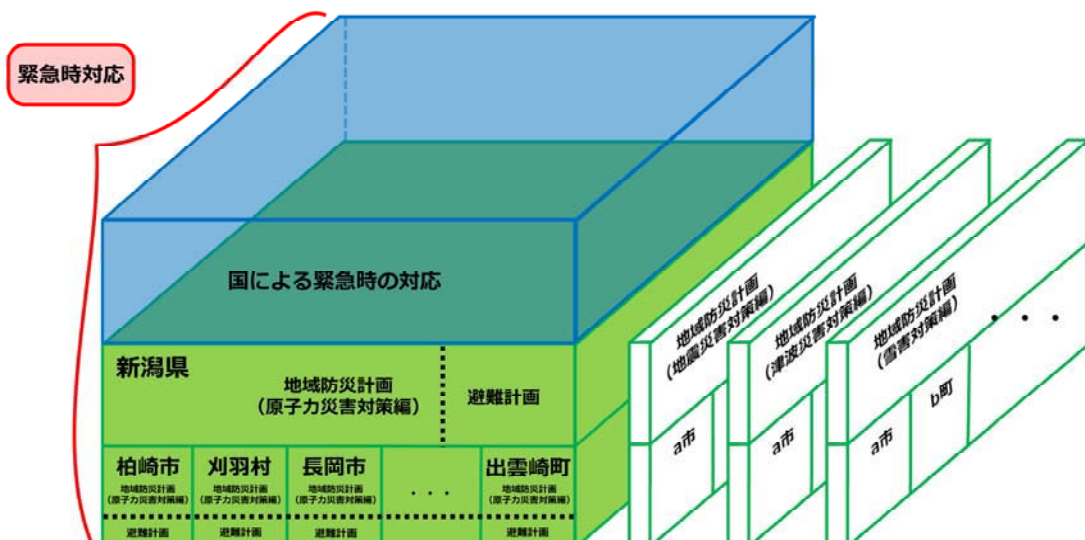 緊急時対応
国による緊急時の対応
新潟県
地域防災計画
(原子力災害対策編)
避難計画
柏崎市
地域防災計画
(原子力災害対策編)
避難計画
刈羽村
地域防災計画
(原子力災害対策編)
避難計画
長岡市
地域防災計画
(原子力災害対策編)
避難計画
・・・
出雲崎町
地域防災計画
(原子力災害対策編)
避難計画
地域防災計画
(地震災害対策編)
a市
地域防災計画
(津波災害対策編)
a市
地域防災計画
(雪害対策編)
a市
b町
・・・